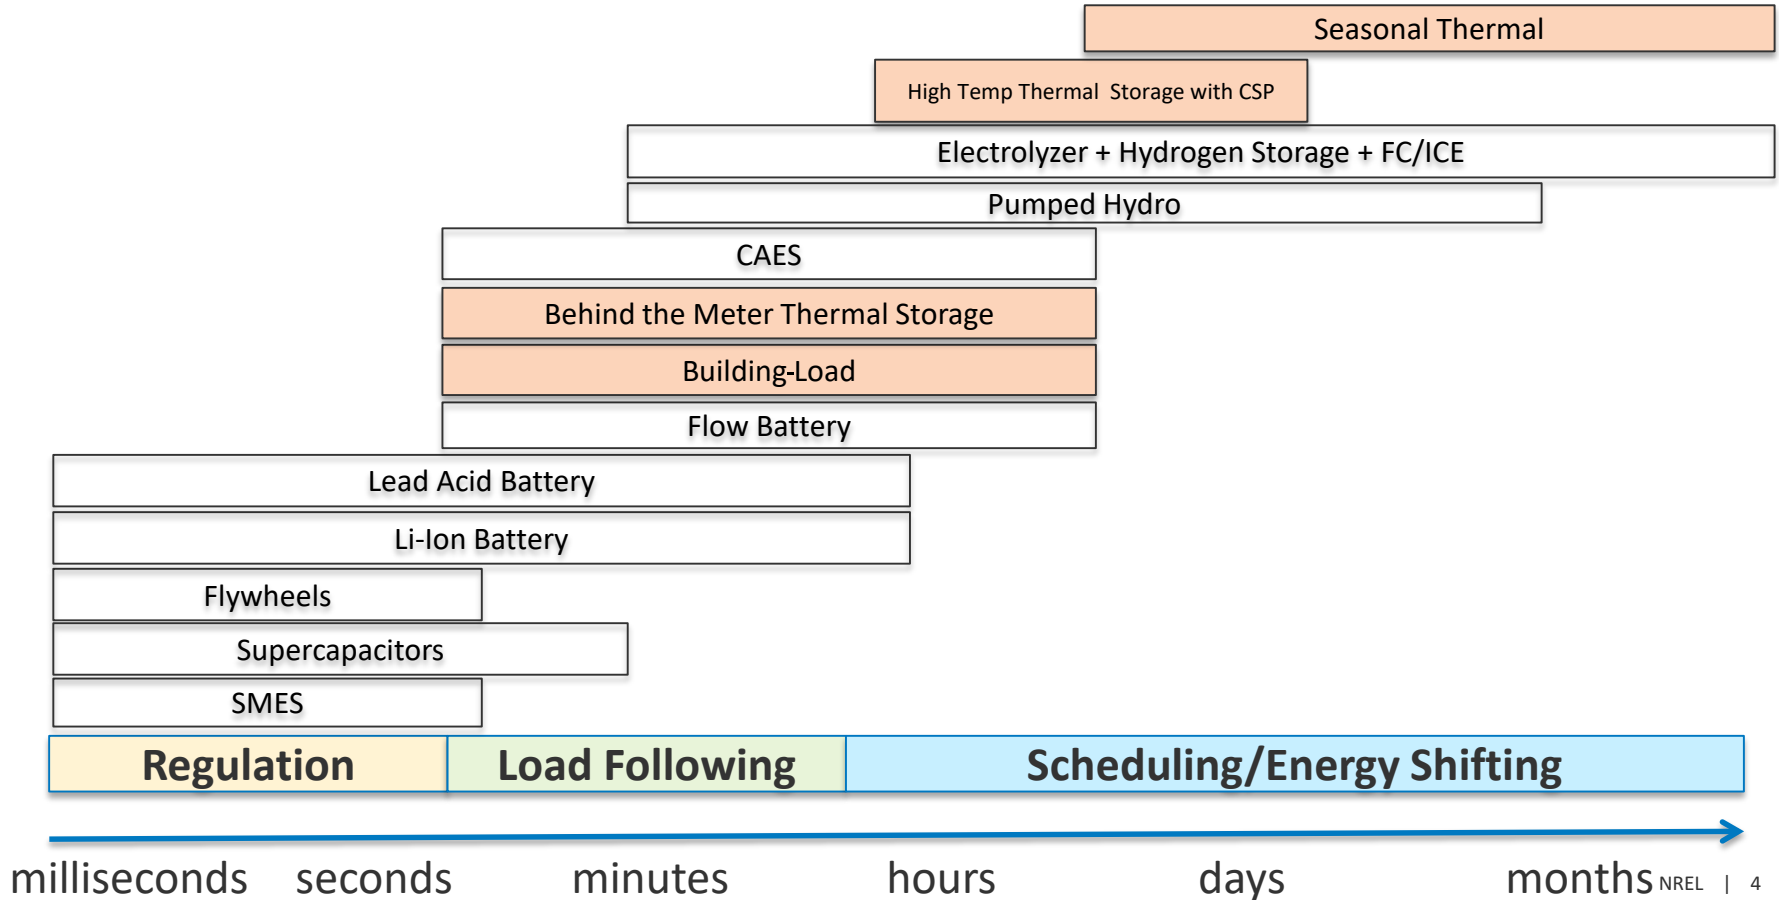 Seasonal Thermal
High Temp Thermal  Storage with CSP
Electrolyzer + Hydrogen Storage + FC/ICE
Pumped Hydro
CAES
Behind the Meter Thermal Storage
Building-Load
Flow Battery
Lead Acid Battery
Li-Ion Battery
Flywheels
Supercapacitors
SMES
Regulation Load Following Scheduling/Energy Shifting
milliseconds seconds minutes hours days months NREL | 4